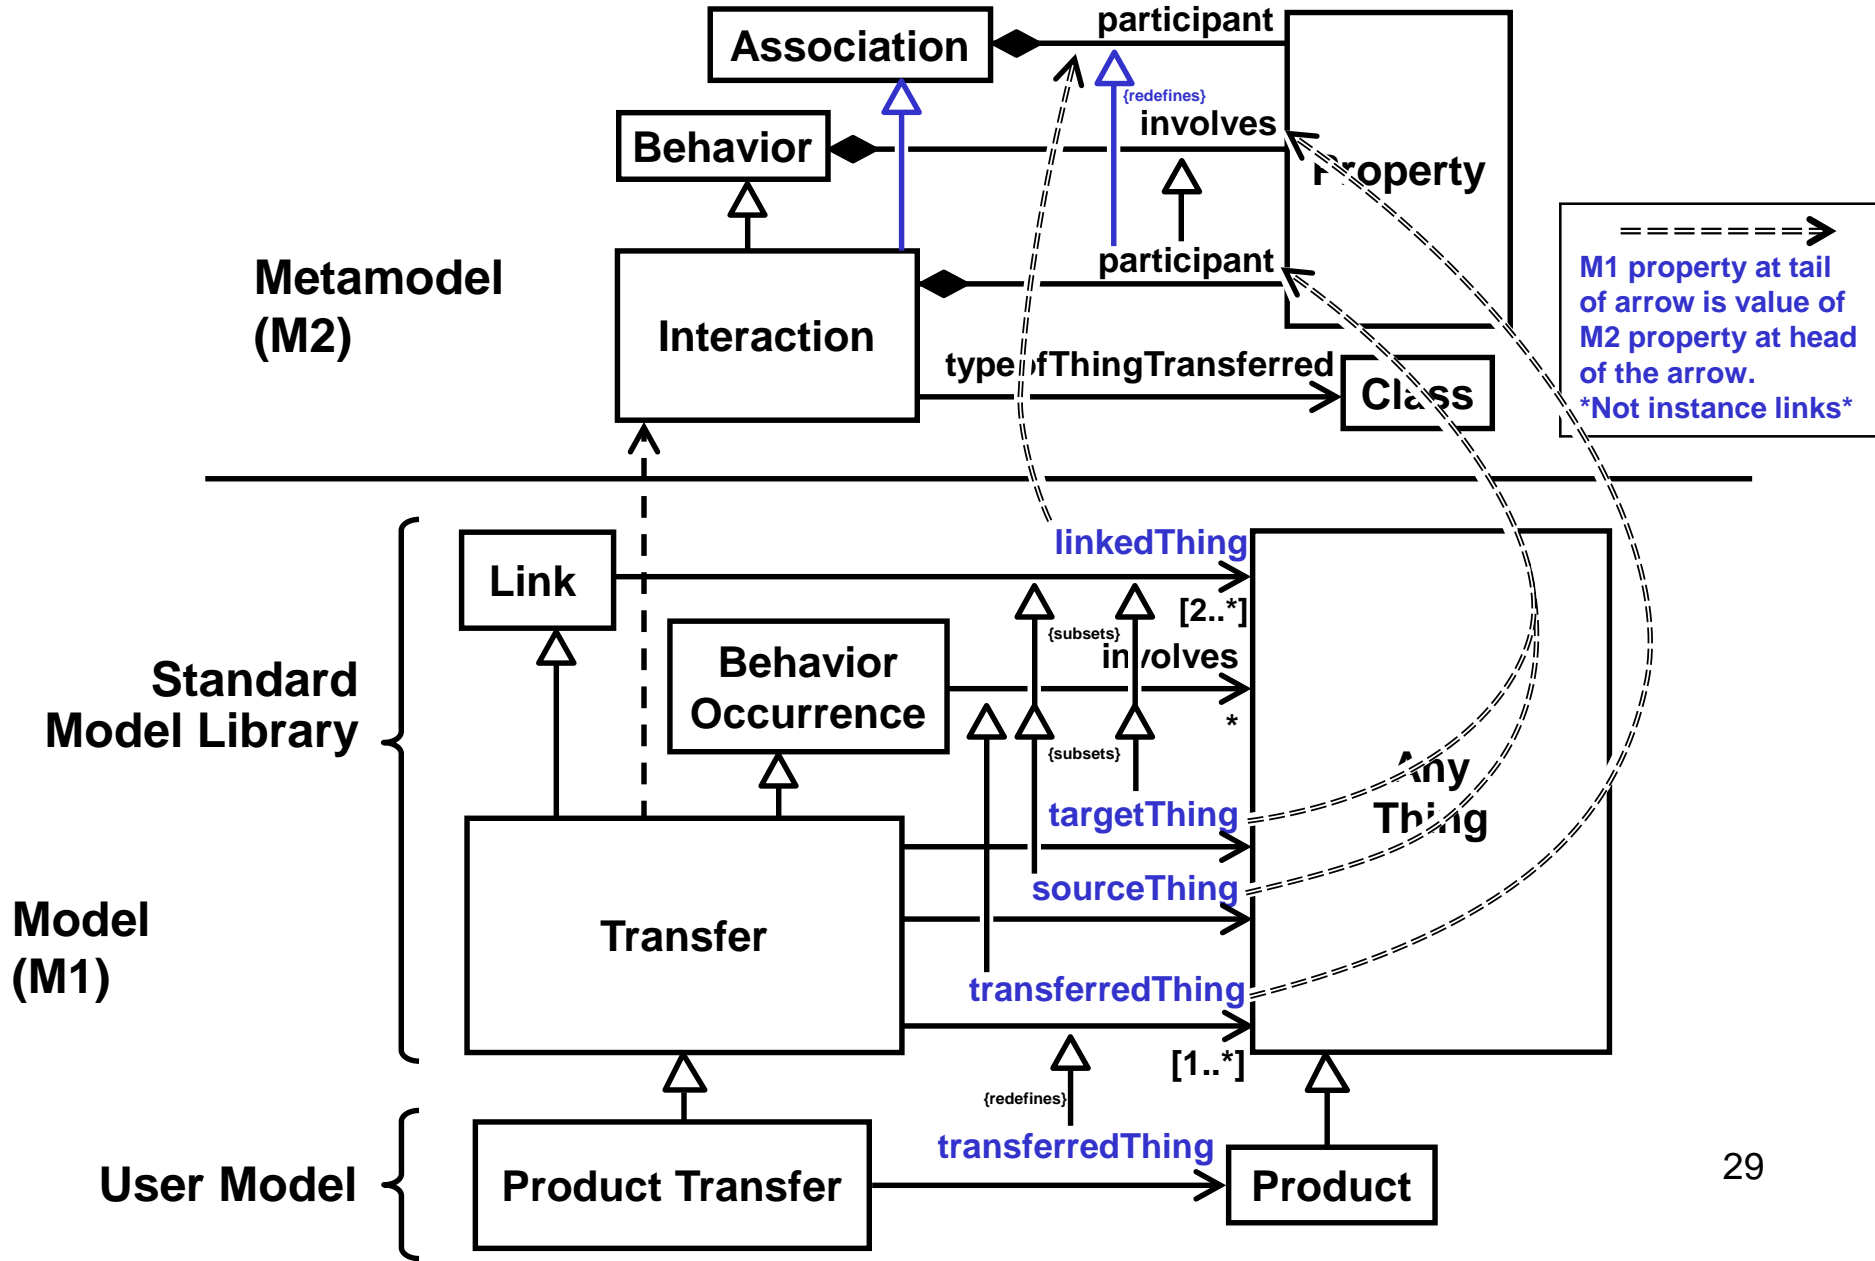 participant
Association
{redefines}
involves
Behavior
Property
participant
Metamodel
(M2)
Interaction
typeofThingTransferred
Class
M1 property at tail
of arrow is value of
M2 property at head
of the arrow.
*Not instance links*
linkedThing
Link
[2..*]
{subsets}
involves
Behavior
Occurrence
*
{subsets}
Standard
Model Library
Any
Thing
targetThing
sourceThing
Model
(M1)
Transfer
transferredThing
[1..*]
{redefines}
transferredThing
User Model
Product Transfer
Product
29